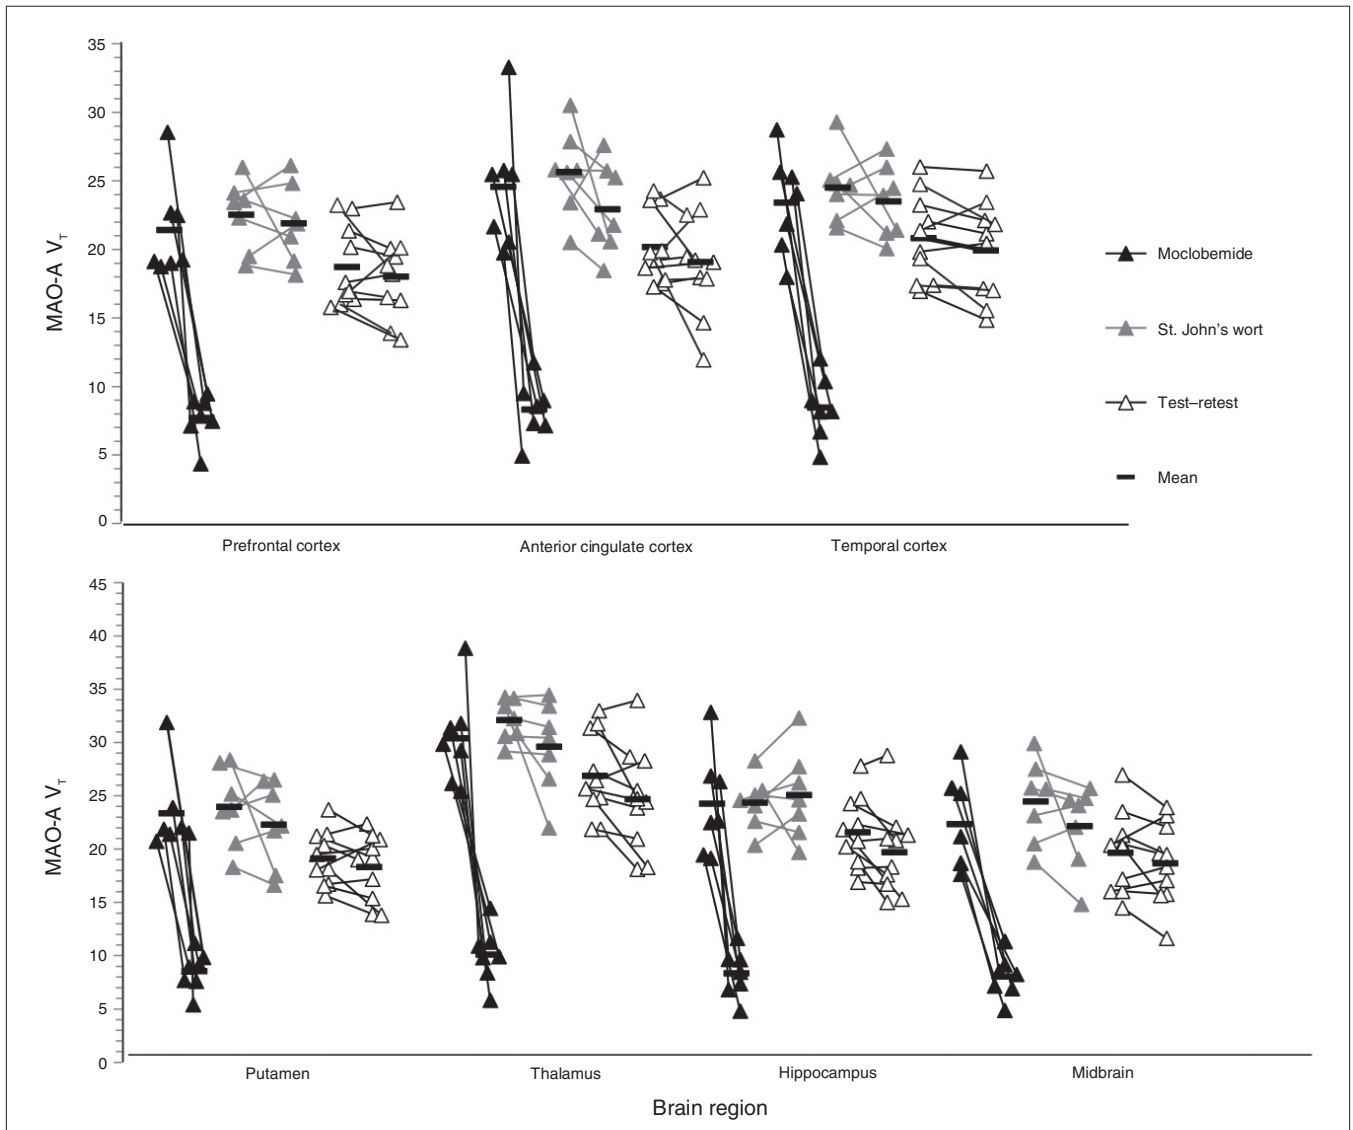 35
30
25
20
15
10
5
0
MAO-A V_T
Prefrontal cortex
Anterior cingulate cortex
Temporal cortex
Moclobemide
St. John’s wort
Test–retest
Mean
45
40
35
30
25
20
15
10
5
0
MAO-A V_T
Putamen
Thalamus
Hippocampus
Midbrain
Brain region